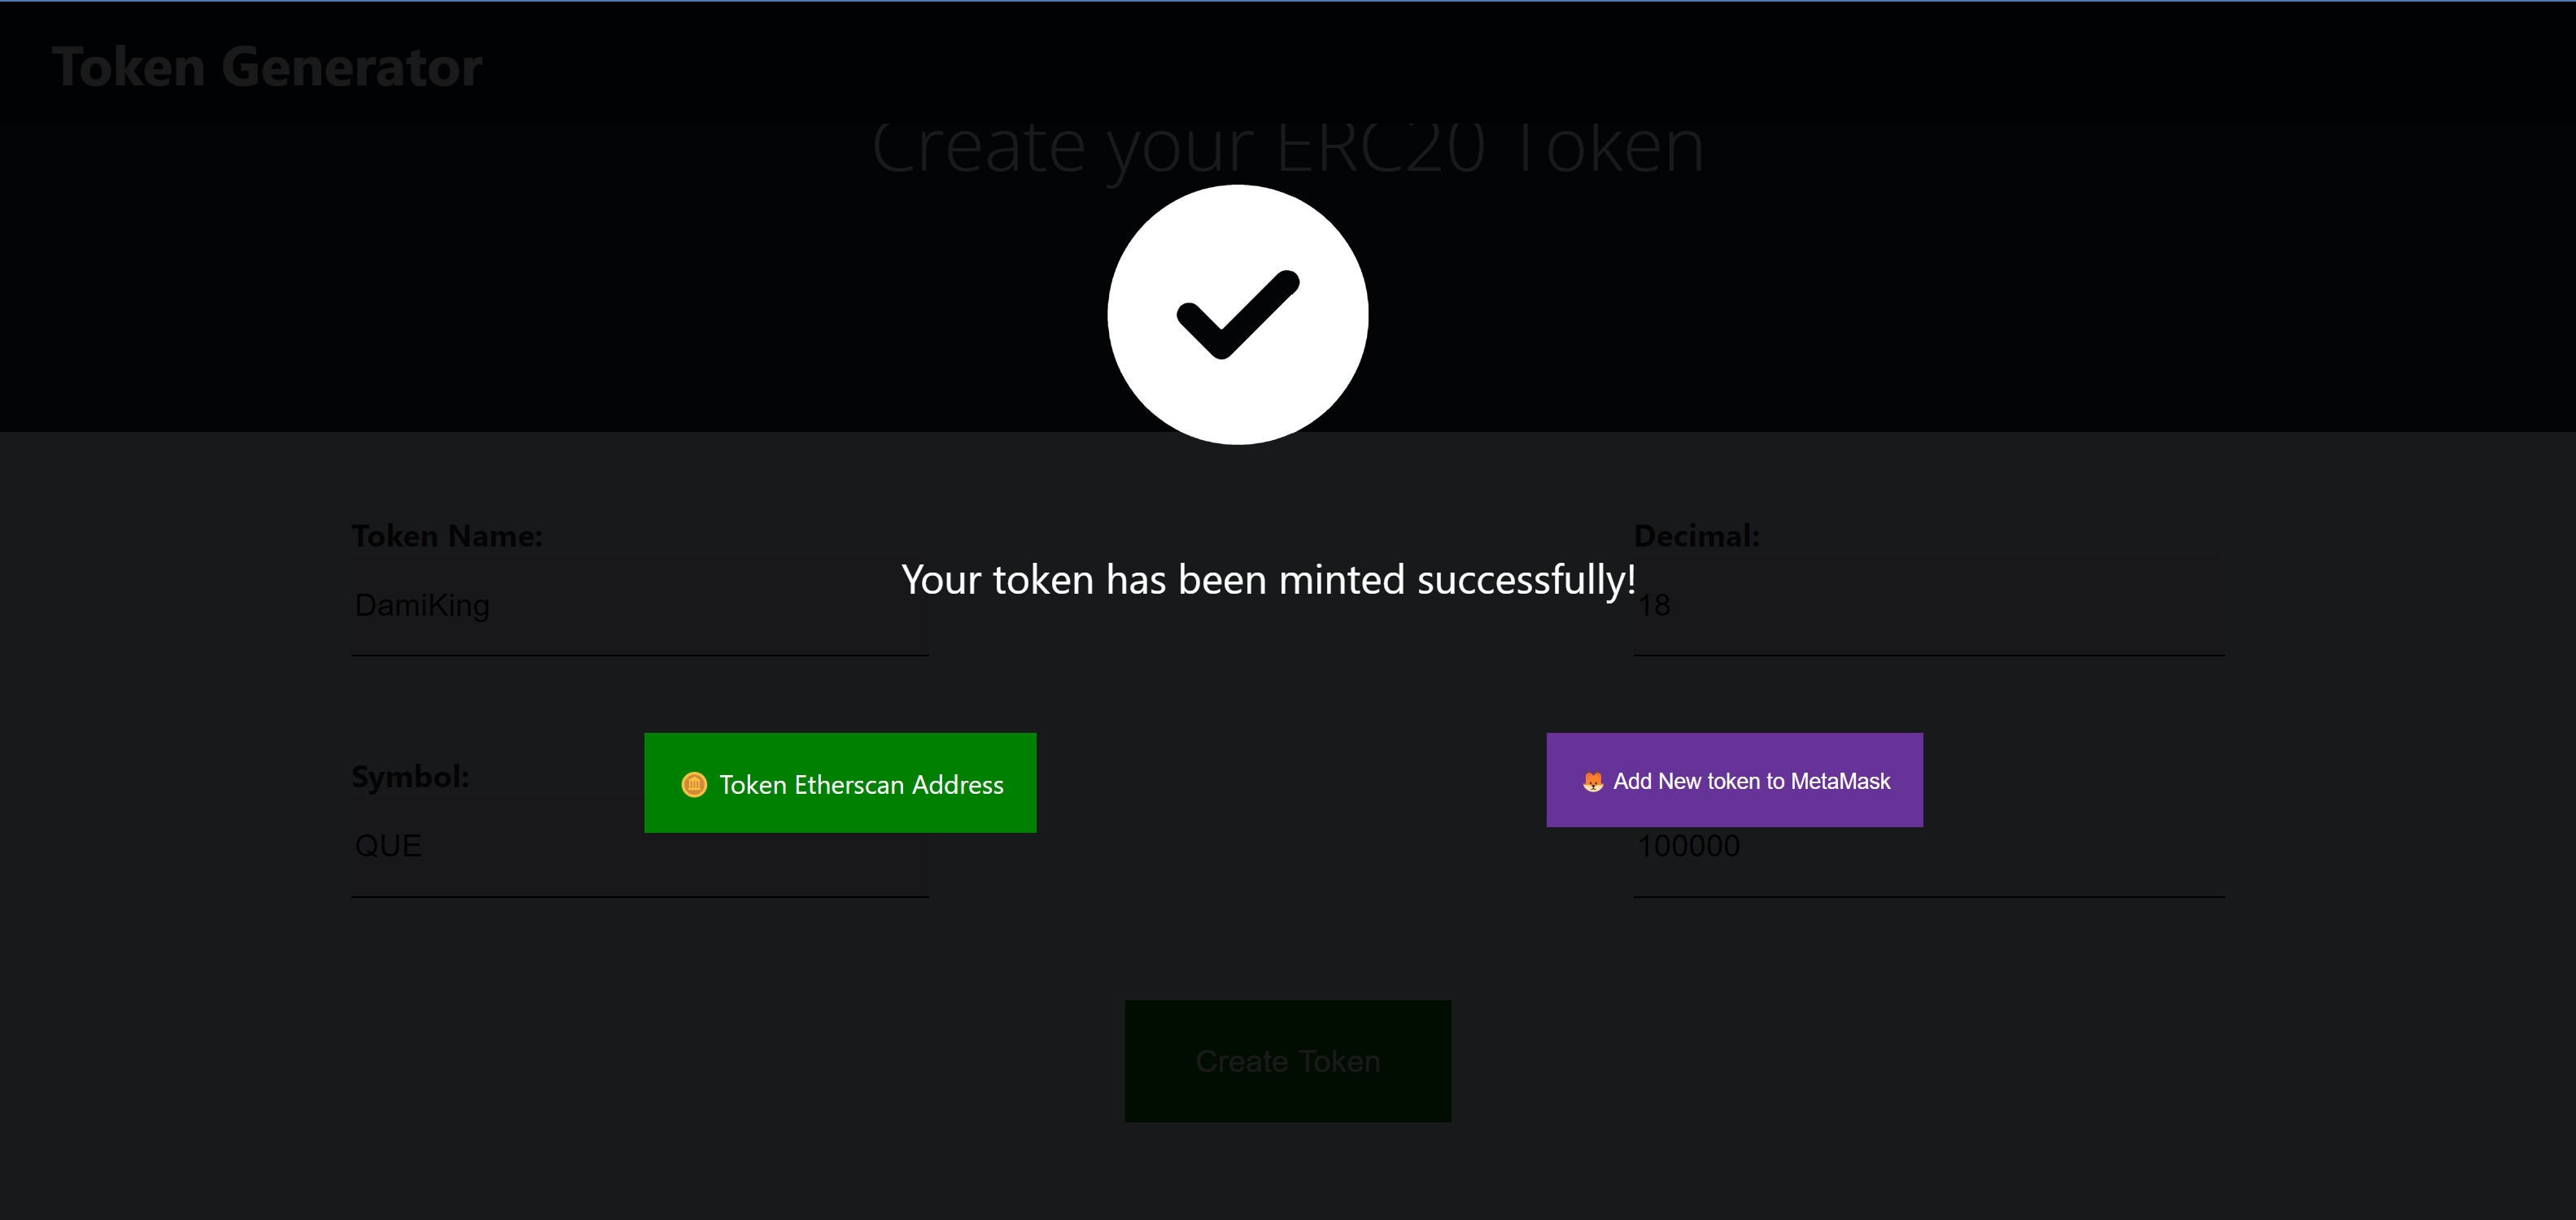 Token Generator
Create your ERC20 Token
Token Name:
Decimal:
Your token has been minted successfully!
DamiKing
18
Symbol:
Token Etherscan Address
Add New token to MetaMask
QUE
100000
Create Token